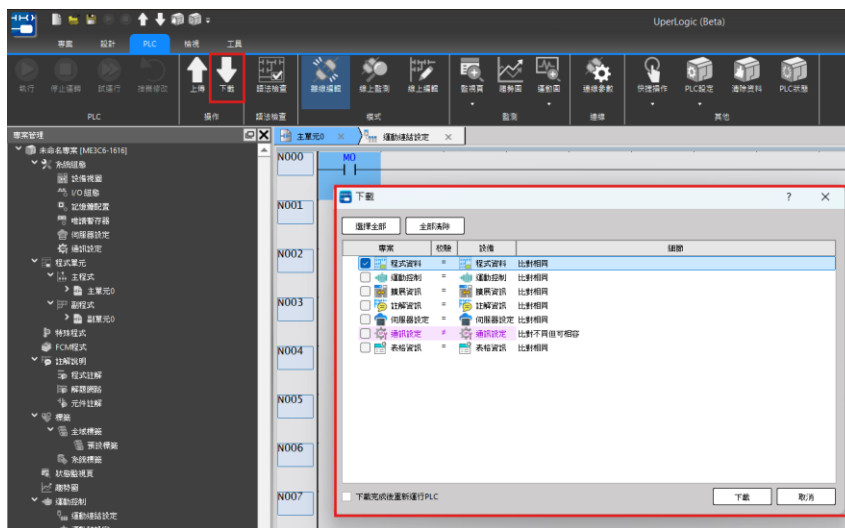 UperLogic (Beta)
專案 設計 PLC 檢視 工具
執行 停止運轉 試運行 上傳 下載 語法檢查 離線編輯 線上監測 線上編輯 監視頁 趨勢圖 運動圖 連線參數 快捷操作 PLC設定 清除資料 PLC狀態
PLC 操作 語法檢查 模式 監測 連線 其他
專案管理 主單元0 運動連結設定
未命名專案 [ME3C6-1616]
系統組態
設備視圖
I/O 組態
記憶體配置
唯讀暫存器
伺服器設定
通訊設定
程式單元
主程式
主單元0
副程式
副單元0
特殊程式
FCM程式
註解說明
程式註解
解題網路
元件註解
標籤
全域標籤
預設標籤
系統標籤
狀態監視頁
趨勢圖
運動控制
運動連結設定
N000 M0
N001
N002
N003
N004
N005
N006
N007
下載 ? ×
選擇全部 全部清除
專案 校驗 設備 細節
程式資料 = 程式資料 比對相同
運動控制 = 運動控制 比對相同
擴展資訊 = 擴展資訊 比對相同
註解資訊 = 註解資訊 比對相同
伺服器設定 = 伺服器設定 比對相同
通訊設定 ≠ 通訊設定 比對不同但可相容
表格資訊 = 表格資訊 比對相同
下載完成後重新運行PLC 下載 取消